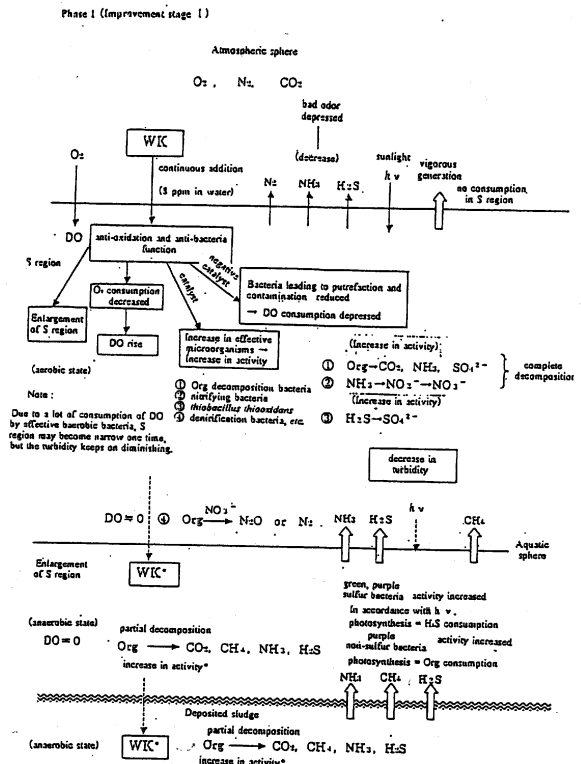 Phase 1 (Improvement stage I)
Atmospheric sphere
O₂, N₂, CO₂
bad odor
depressed
WK
O₂
continuous addition
(3 ppm in water)
(decrease)
N₂
NH₃
H₂S
sunlight
hν
vigorous
generation
no consumption
in S region
DO
anti-oxidation and anti-bacteria
function
S region
catalyst
negative
catalyst
Bacteria leading to putrefaction and
contamination reduced
→ DO consumption depressed
O₂ consumption
decreased
Enlargement
of S region
DO rise
Increase in effective
microorganisms →
Increase in activity
(Increase in activity)
① Org→CO₂, NH₃, SO₄²⁻
② NH₃→NO₂⁻→NO₃⁻
complete
decomposition
(Increase in activity)
③ H₂S→SO₄²⁻
(aerobic state)
① Org decomposition bacteria
② nitrifying bacteria
③ thiobacillus thiooxidans
④ denirification bacteria, etc.
Note :
Due to a lot of consumption of DO
by effective baerobic bacteria, S
region may become narrow one time,
but the turbidity keeps on diminishing.
decrease in
turbidity
DO≒0 ④ Org NO₃⁻→ N₂O or N₂
NH₃
H₂S
hν
CH₄
Aquatic
sphere
Enlargement
of S region
WK*
green, purple
sulfur bacteria activity increased
In accordance with hν.
photosynthesis = H₂S consumption
purple
non-sulfur bacteria activity increased
photosynthesis = Org consumption
(anaerobic state)
DO≒0
partial decomposition
Org → CO₂, CH₄, NH₃, H₂S
increase in activity*
NH₃ CH₄ H₂S
Deposited sludge
partial decomposition
(anaerobic state)
WK*
Org → CO₂, CH₄, NH₃, H₂S
increase in activity*